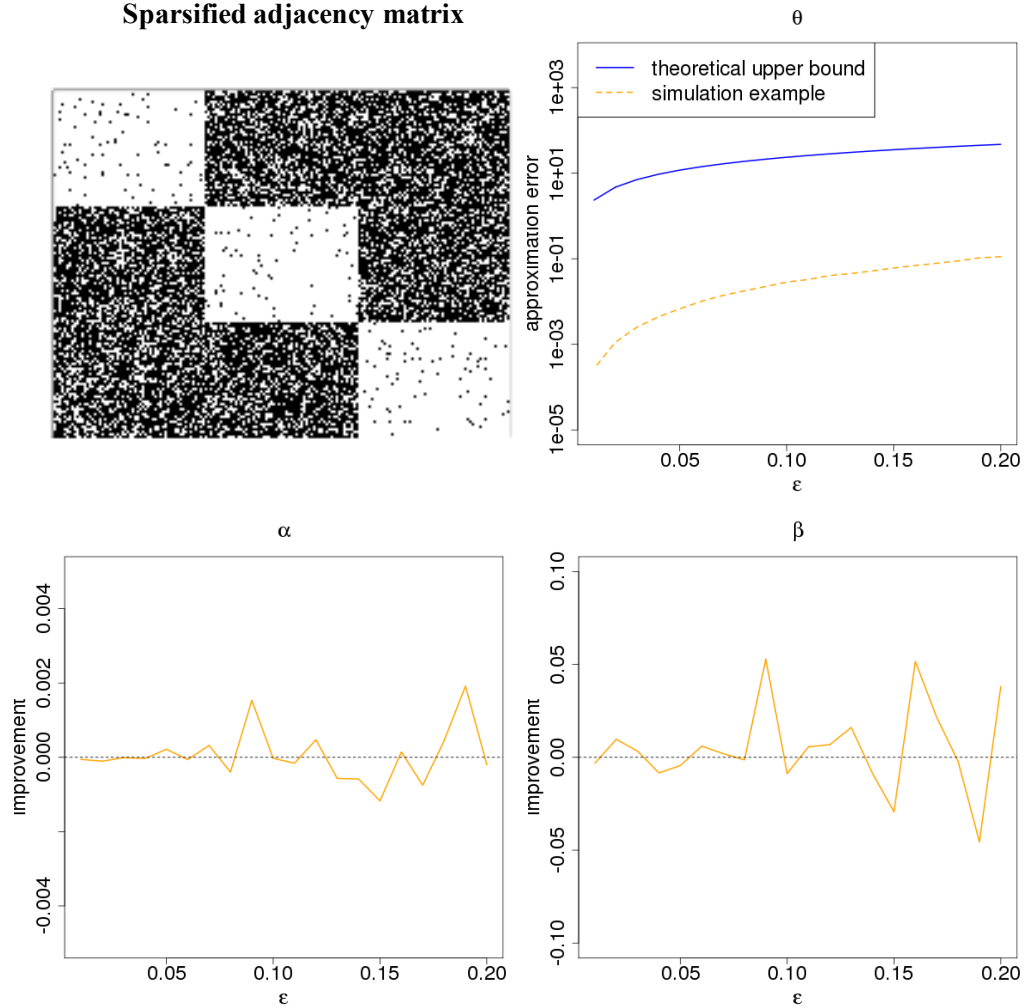 Sparsified adjacency matrix
θ
theoretical upper bound
simulation example
approximation error
1e+03
1e+01
1e-01
1e-03
1e-05
0.05
0.10
0.15
0.20
ε
α
improvement
0.004
0.002
0.000
-0.004
0.05
0.10
0.15
0.20
ε
β
improvement
0.10
0.05
0.00
-0.05
-0.10
0.05
0.10
0.15
0.20
ε